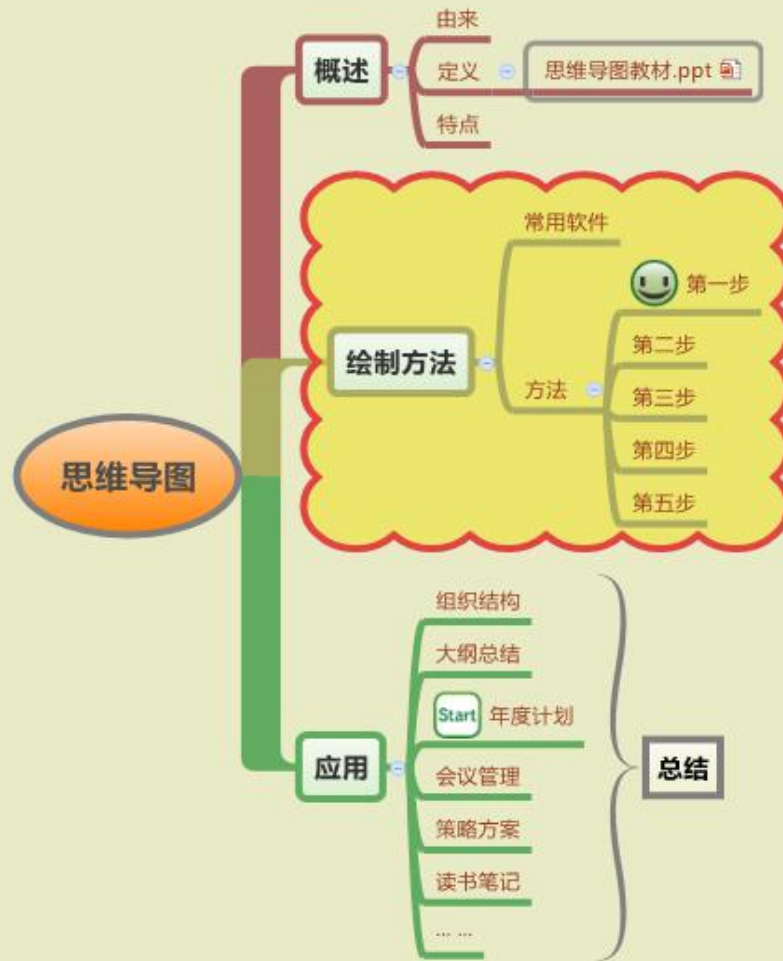 思维导图
概述
由来
定义
思维导图教材.ppt
特点
绘制方法
常用软件
方法
第一步
第二步
第三步
第四步
第五步
应用
组织结构
大纲总结
Start 年度计划
会议管理
策略方案
读书笔记
... ...
总结